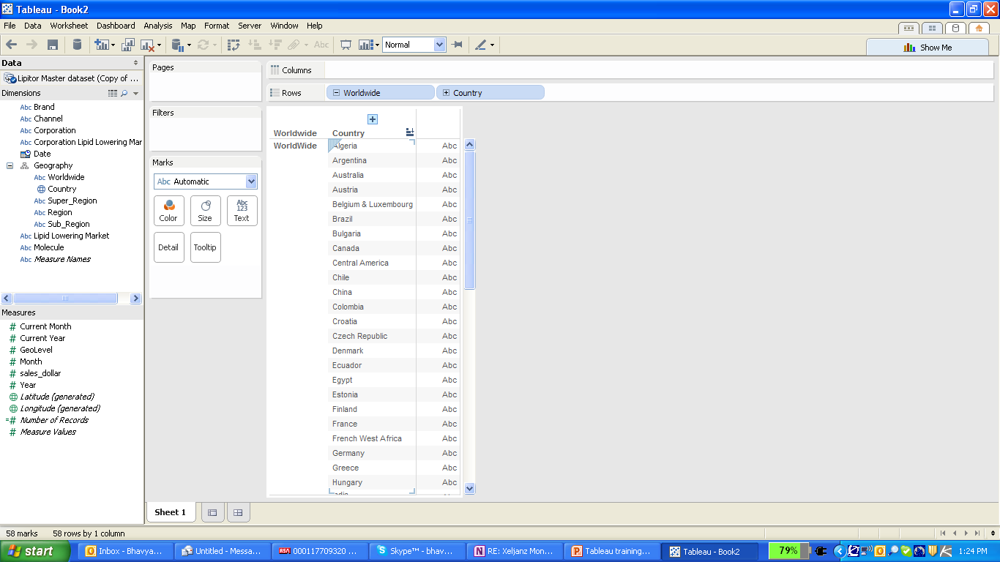 Tableau - Book2
File Data Worksheet Dashboard Analysis Map Format Server Window Help
Abc Normal
Show Me
Data
Lipitor Master dataset (Copy of ...
Dimensions
Abc Brand
Abc Channel
Abc Corporation
Abc Corporation Lipid Lowering Mar
Date
Geography
Abc Worldwide
Country
Abc Super_Region
Abc Region
Abc Sub_Region
Abc Lipid Lowering Market
Abc Molecule
Abc Measure Names
Measures
# Current Month
# Current Year
# GeoLevel
# Month
# sales_dollar
# Year
Latitude (generated)
Longitude (generated)
=# Number of Records
# Measure Values
Pages
Filters
Marks
Abc Automatic
Color Size Abc 123 Text
Detail Tooltip
Columns
Rows Worldwide Country
Worldwide Country
WorldWide Algeria Abc
Argentina Abc
Australia Abc
Austria Abc
Belgium & Luxembourg Abc
Brazil Abc
Bulgaria Abc
Canada Abc
Central America Abc
Chile Abc
China Abc
Colombia Abc
Croatia Abc
Czech Republic Abc
Denmark Abc
Ecuador Abc
Egypt Abc
Estonia Abc
Finland Abc
France Abc
French West Africa Abc
Germany Abc
Greece Abc
Hungary Abc
Sheet 1
58 marks 58 rows by 1 column
start Inbox - Bhavya... Untitled - Messa... RSA 000117709320 ... Skype™ - bhav... RE: Xeljanz Mon... Tableau training... Tableau - Book2 79% 1:24 PM